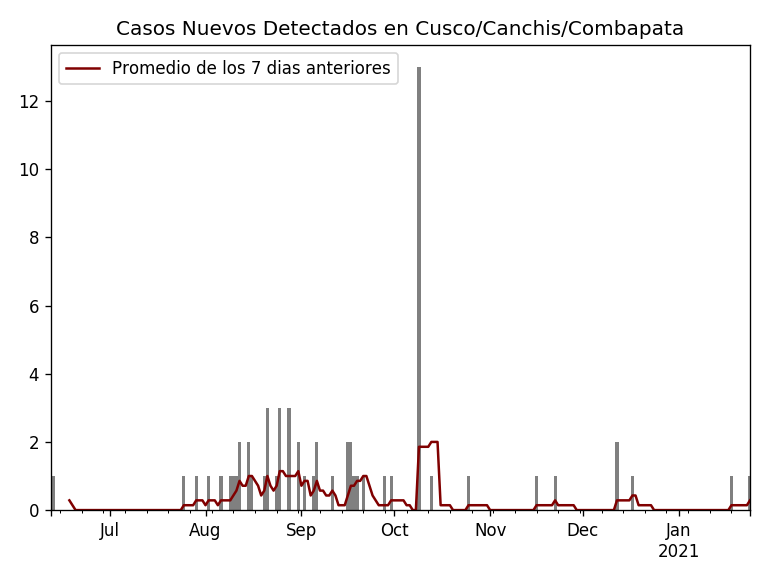 Casos Nuevos Detectados en Cusco/Canchis/Combapata
Promedio de los 7 dias anteriores
12
10
8
6
4
2
0
Jul Aug Sep Oct Nov Dec Jan
2021